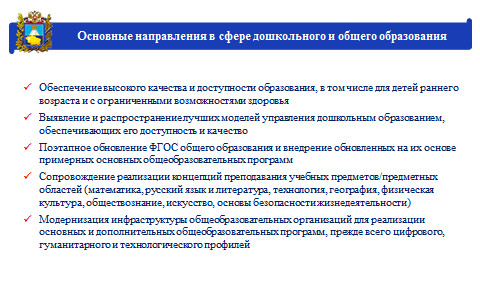 Основные направления в сфере дошкольного и общего образования
Обеспечение высокого качества и доступности образования, в том числе для детей раннего
возраста и с ограниченными возможностями здоровья
Выявление и распространение лучших моделей управления дошкольным образованием,
обеспечивающих его доступность и качество
Поэтапное обновление ФГОС общего образования и внедрение обновленных на их основе
примерных основных общеобразовательных программ
Сопровождение реализации концепций преподавания учебных предметов/предметных
областей (математика, русский язык и литература, технология, география, физическая
культура, обществознание, искусство, основы безопасности жизнедеятельности)
Модернизация инфраструктуры общеобразовательных организаций для реализации
основных и дополнительных общеобразовательных программ, прежде всего цифрового,
гуманитарного и технологического профилей